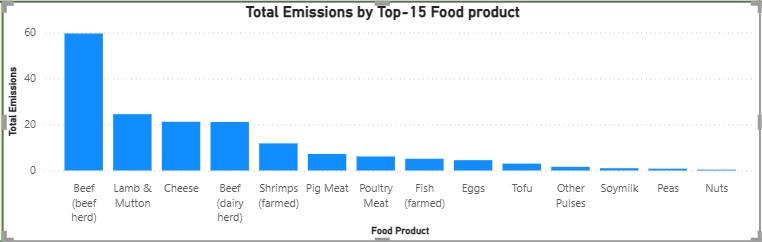 Total Emissions by Top-15 Food product
Total Emissions
60
40
20
0
Beef
(beef
herd)
Lamb &
Mutton
Cheese
Beef
(dairy
herd)
Shrimps
(farmed)
Pig Meat
Poultry
Meat
Fish
(farmed)
Eggs
Tofu
Other
Pulses
Soymilk
Peas
Nuts
Food Product